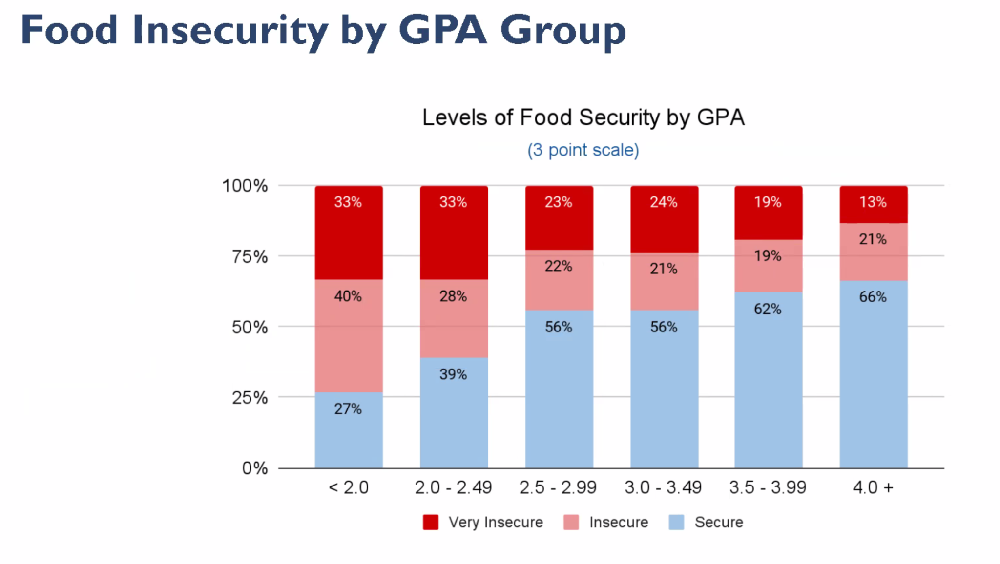 Food Insecurity by GPA Group
Levels of Food Security by GPA
(3 point scale)
100%
75%
50%
25%
0%
33% 33% 23% 24% 19% 13%
40% 28% 22% 21% 19% 21%
27% 39% 56% 56% 62% 66%
< 2.0 2.0 - 2.49 2.5 - 2.99 3.0 - 3.49 3.5 - 3.99 4.0 +
Very Insecure Insecure Secure